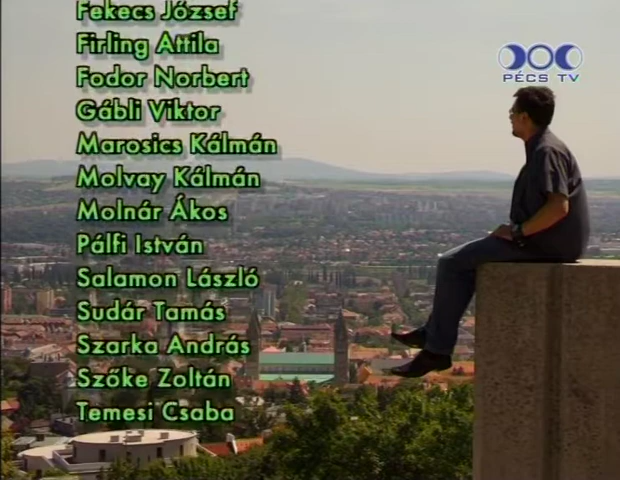 Fekecs József
Firling Attila
Fodor Norbert
Gábli Viktor
Marosics Kálmán
Molvay Kálmán
Molnár Ákos
Pálfi István
Salamon László
Sudár Tamás
Szarka András
Szőke Zoltán
Temesi Csaba
PÉCS TV